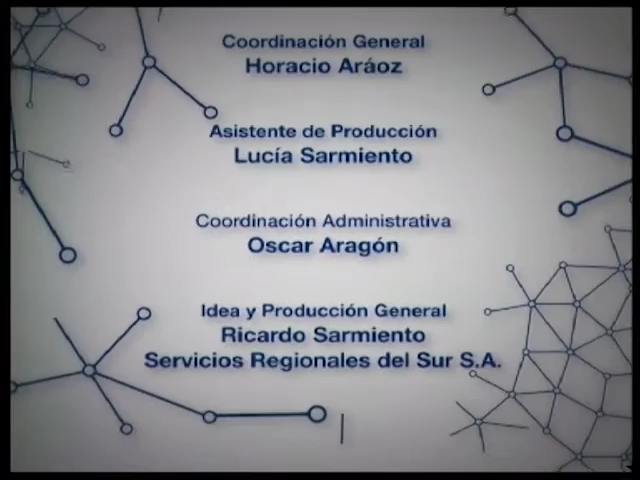 Coordinación General
Horacio Aráoz
Asistente de Producción
Lucía Sarmiento
Coordinación Administrativa
Oscar Aragón
Idea y Producción General
Ricardo Sarmiento
Servicios Regionales del Sur S.A.